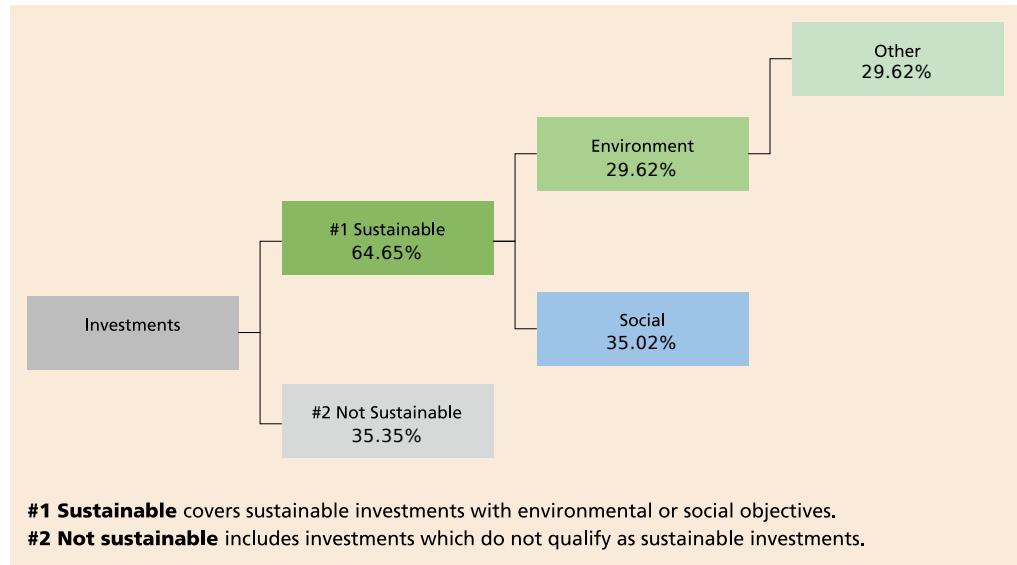 Other
29.62%
Environment
29.62%
#1 Sustainable
64.65%
Investments
Social
35.02%
#2 Not Sustainable
35.35%
#1 Sustainable covers sustainable investments with environmental or social objectives.
#2 Not sustainable includes investments which do not qualify as sustainable investments.